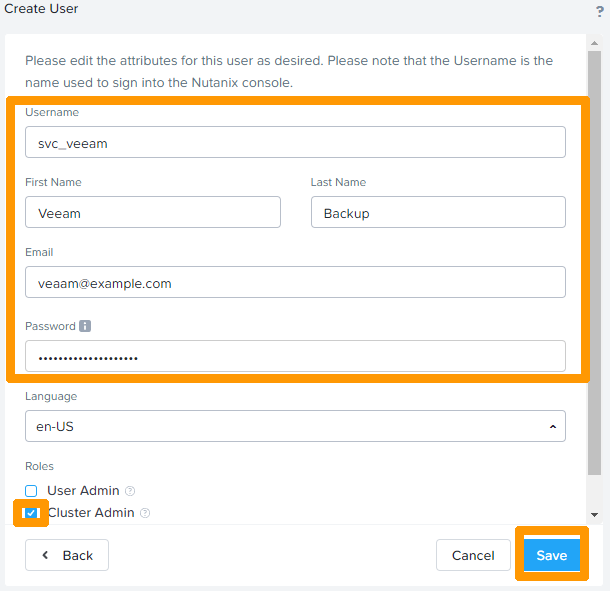 Create User
?
Please edit the attributes for this user as desired. Please note that the Username is the
name used to sign into the Nutanix console.
Username
svc_veeam
First Name Last Name
Veeam Backup
Email
veaam@example.com
Password i
••••••••••••••••••••
Language
en-US
Roles
User Admin ?
Cluster Admin ?
Back Cancel Save